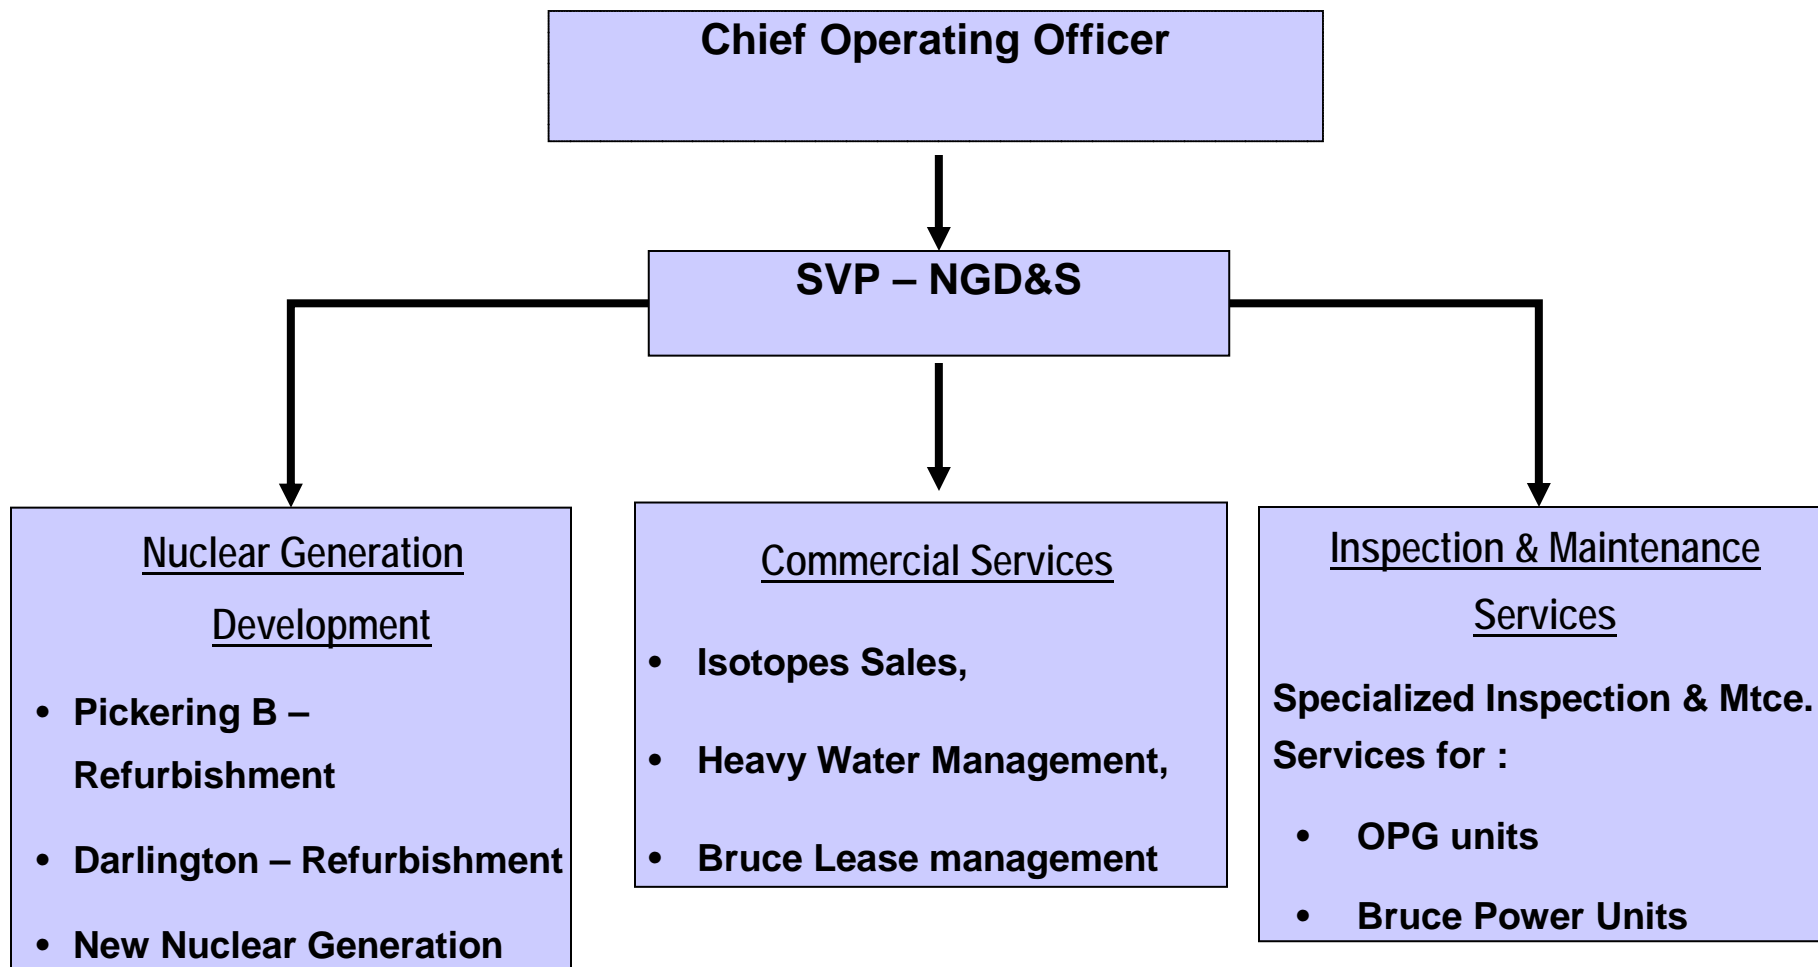 Chief Operating Officer
SVP – NGD&S
Nuclear Generation
Development
• Pickering B –
Refurbishment
• Darlington – Refurbishment
• New Nuclear Generation
Commercial Services
• Isotopes Sales,
• Heavy Water Management,
• Bruce Lease management
Inspection & Maintenance
Services
Specialized Inspection & Mtce.
Services for :
• OPG units
• Bruce Power Units